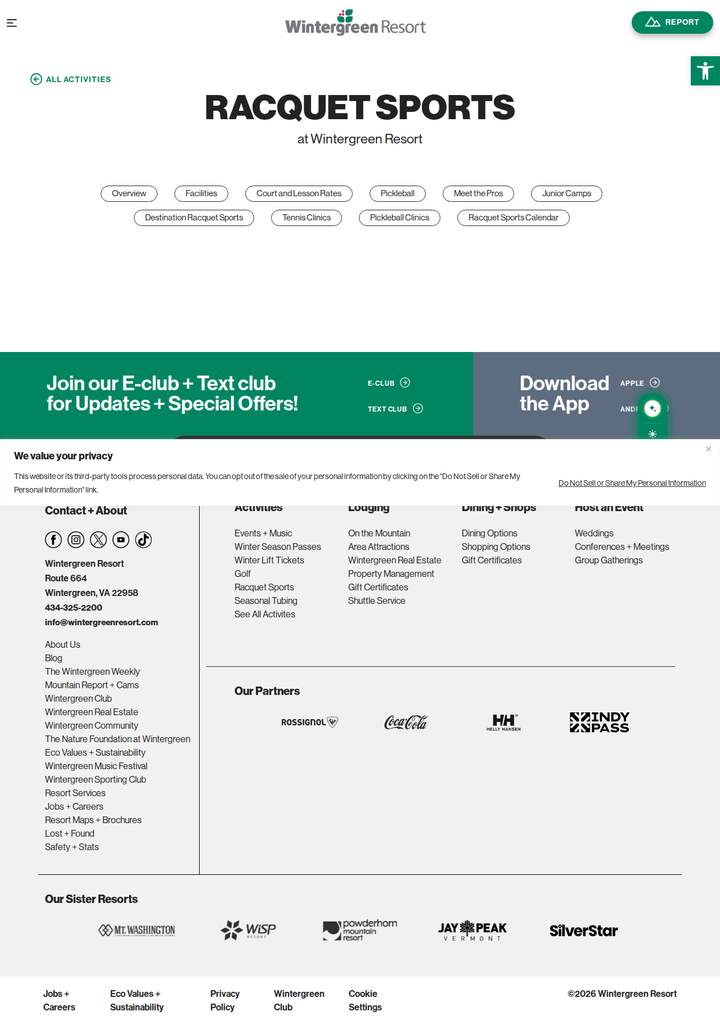 Wintergreen Resort
REPORT
ALL ACTIVITIES
RACQUET SPORTS
at Wintergreen Resort
Overview
Facilities
Court and Lesson Rates
Pickleball
Meet the Pros
Junior Camps
Destination Racquet Sports
Tennis Clinics
Pickleball Clinics
Racquet Sports Calendar
Join our E-club + Text club
for Updates + Special Offers!
E-CLUB
TEXT CLUB
Download
the App
APPLE
We value your privacy
This website or its third-party tools process personal data. You can opt out of the sale of your personal information by clicking on the "Do Not Sell or Share My
Personal Information" link.
Do Not Sell or Share My Personal Information
Contact + About
Wintergreen Resort
Route 664
Wintergreen, VA 22958
434-325-2200
info@wintergreenresort.com
About Us
Blog
The Wintergreen Weekly
Mountain Report + Cams
Wintergreen Club
Wintergreen Real Estate
Wintergreen Community
The Nature Foundation at Wintergreen
Eco Values + Sustainability
Wintergreen Music Festival
Wintergreen Sporting Club
Resort Services
Jobs + Careers
Resort Maps + Brochures
Lost + Found
Safety + Stats
Activities
Events + Music
Winter Season Passes
Winter Lift Tickets
Golf
Racquet Sports
Seasonal Tubing
See All Activites
Lodging
On the Mountain
Area Attractions
Wintergreen Real Estate
Property Management
Gift Certificates
Shuttle Service
Dining + Shops
Dining Options
Shopping Options
Gift Certificates
Host an Event
Weddings
Conferences + Meetings
Group Gatherings
Our Partners
ROSSIGNOL
Coca-Cola
HH
HELLY HANSEN
INDY
PASS
Our Sister Resorts
MT. WASHINGTON
WISP
RESORT
powderhorn
mountain
resort
JAY PEAK
VERMONT
SilverStar
Jobs +
Careers
Eco Values +
Sustainability
Privacy
Policy
Wintergreen
Club
Cookie
Settings
©2026 Wintergreen Resort